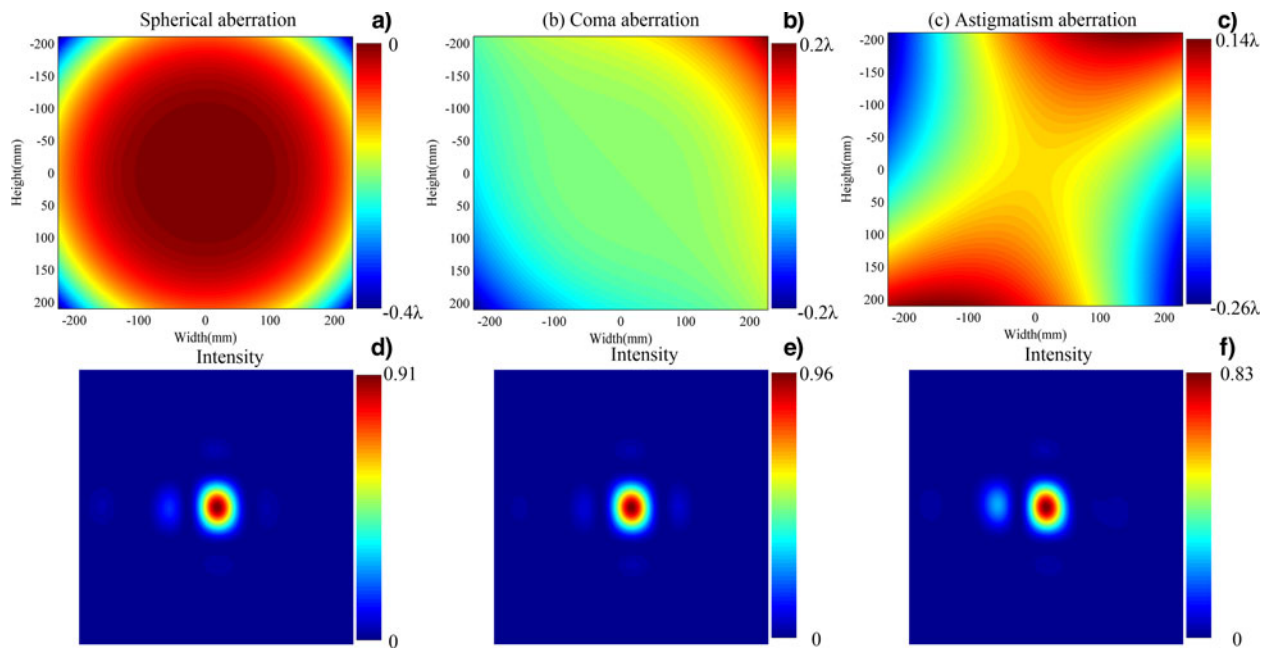 Spherical aberration
a)
0
-0.4λ
-200
-150
-100
-50
0
50
100
150
200
Height(mm)
-200 -100 0 100 200
Width(mm)
(b) Coma aberration
b)
0.2λ
-0.2λ
-200
-150
-100
-50
0
50
100
150
200
Height(mm)
-200 -100 0 100 200
Width(mm)
(c) Astigmatism aberration
c)
0.14λ
-0.26λ
-200
-150
-100
-50
0
50
100
150
200
Height(mm)
-200 -100 0 100 200
Width(mm)
Intensity
d)
0.91
0
Intensity
e)
0.96
0
Intensity
f)
0.83
0